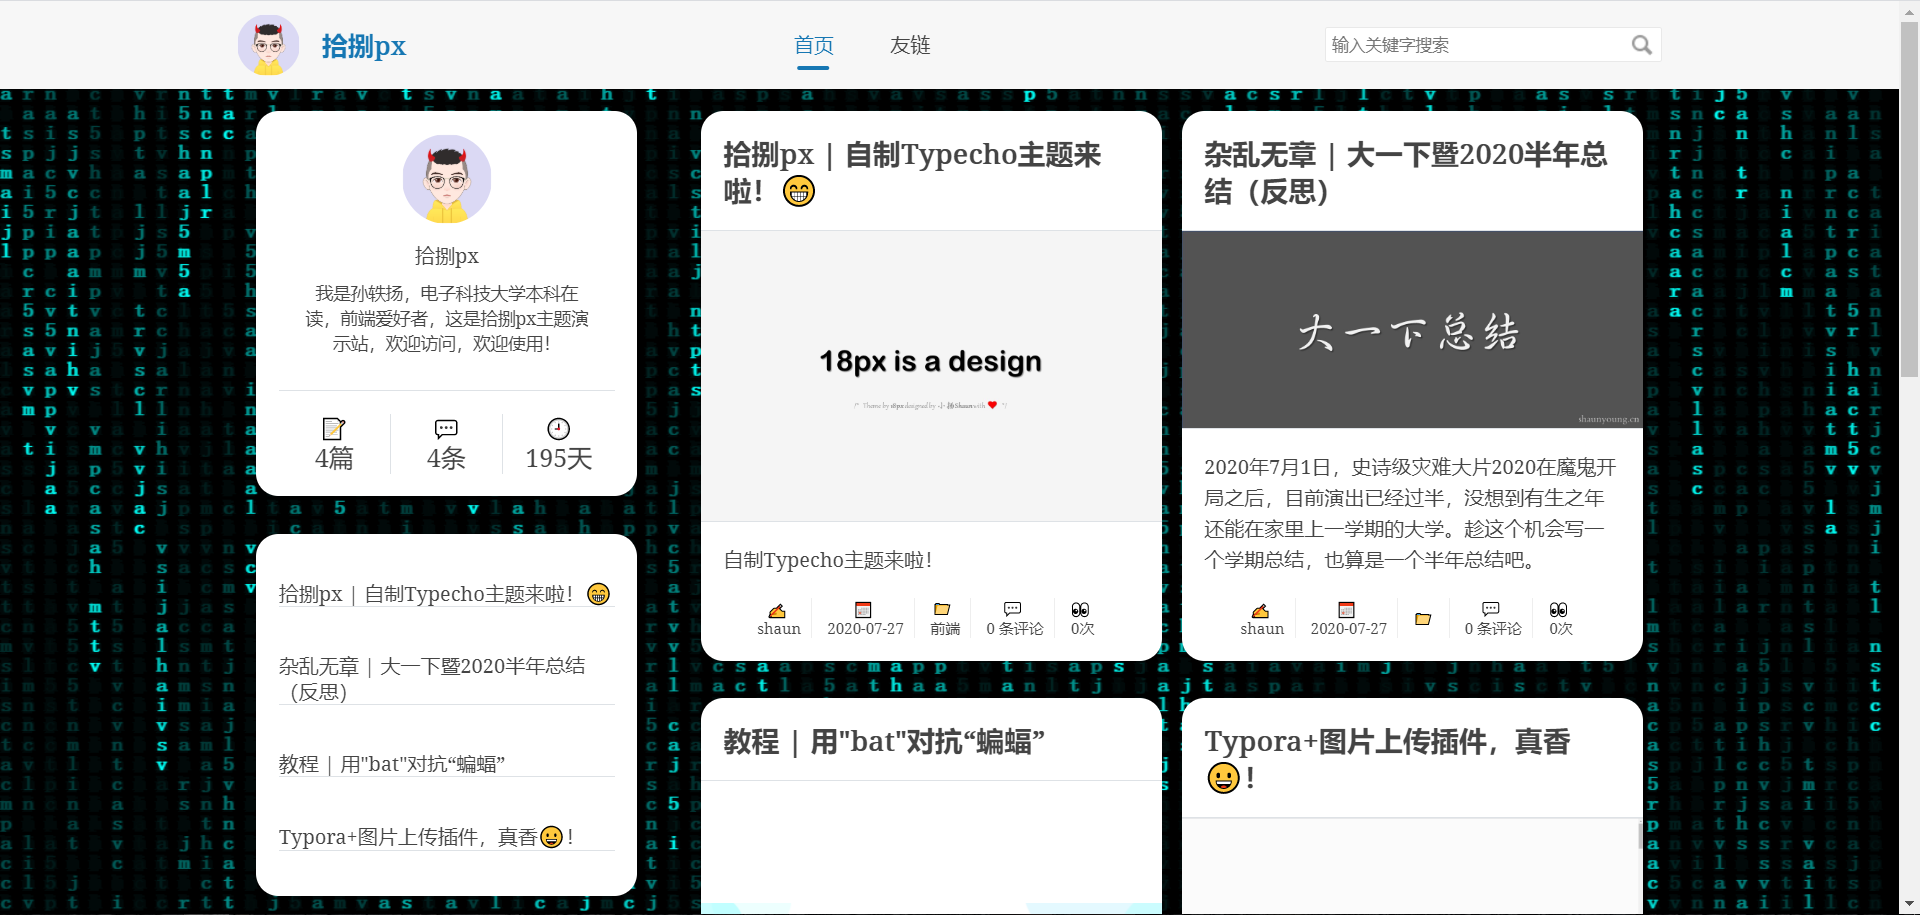 拾捌px
首页
友链
输入关键字搜索
拾捌px
我是孙轶扬，电子科技大学本科在
读，前端爱好者，这是拾捌px主题演
示站，欢迎访问，欢迎使用！
4篇
4条
195天
拾捌px | 自制Typecho主题来啦！😁
杂乱无章 | 大一下暨2020半年总结
（反思）
教程 | 用"bat"对抗“蝙蝠”
Typora+图片上传插件，真香😀！
拾捌px | 自制Typecho主题来
啦！😁
18px is a design
/* Theme by 18px designed by 小杨Shaun with ❤ */
自制Typecho主题来啦！
shaun
2020-07-27
前端
0 条评论
0次
杂乱无章 | 大一下暨2020半年总
结（反思）
大一下总结
shaunyoung.cn
2020年7月1日，史诗级灾难大片2020在魔鬼开
局之后，目前演出已经过半，没想到有生之年
还能在家里上一学期的大学。趁这个机会写一
个学期总结，也算是一个半年总结吧。
shaun
2020-07-27
0 条评论
0次
教程 | 用"bat"对抗“蝙蝠”
Typora+图片上传插件，真香
😀！